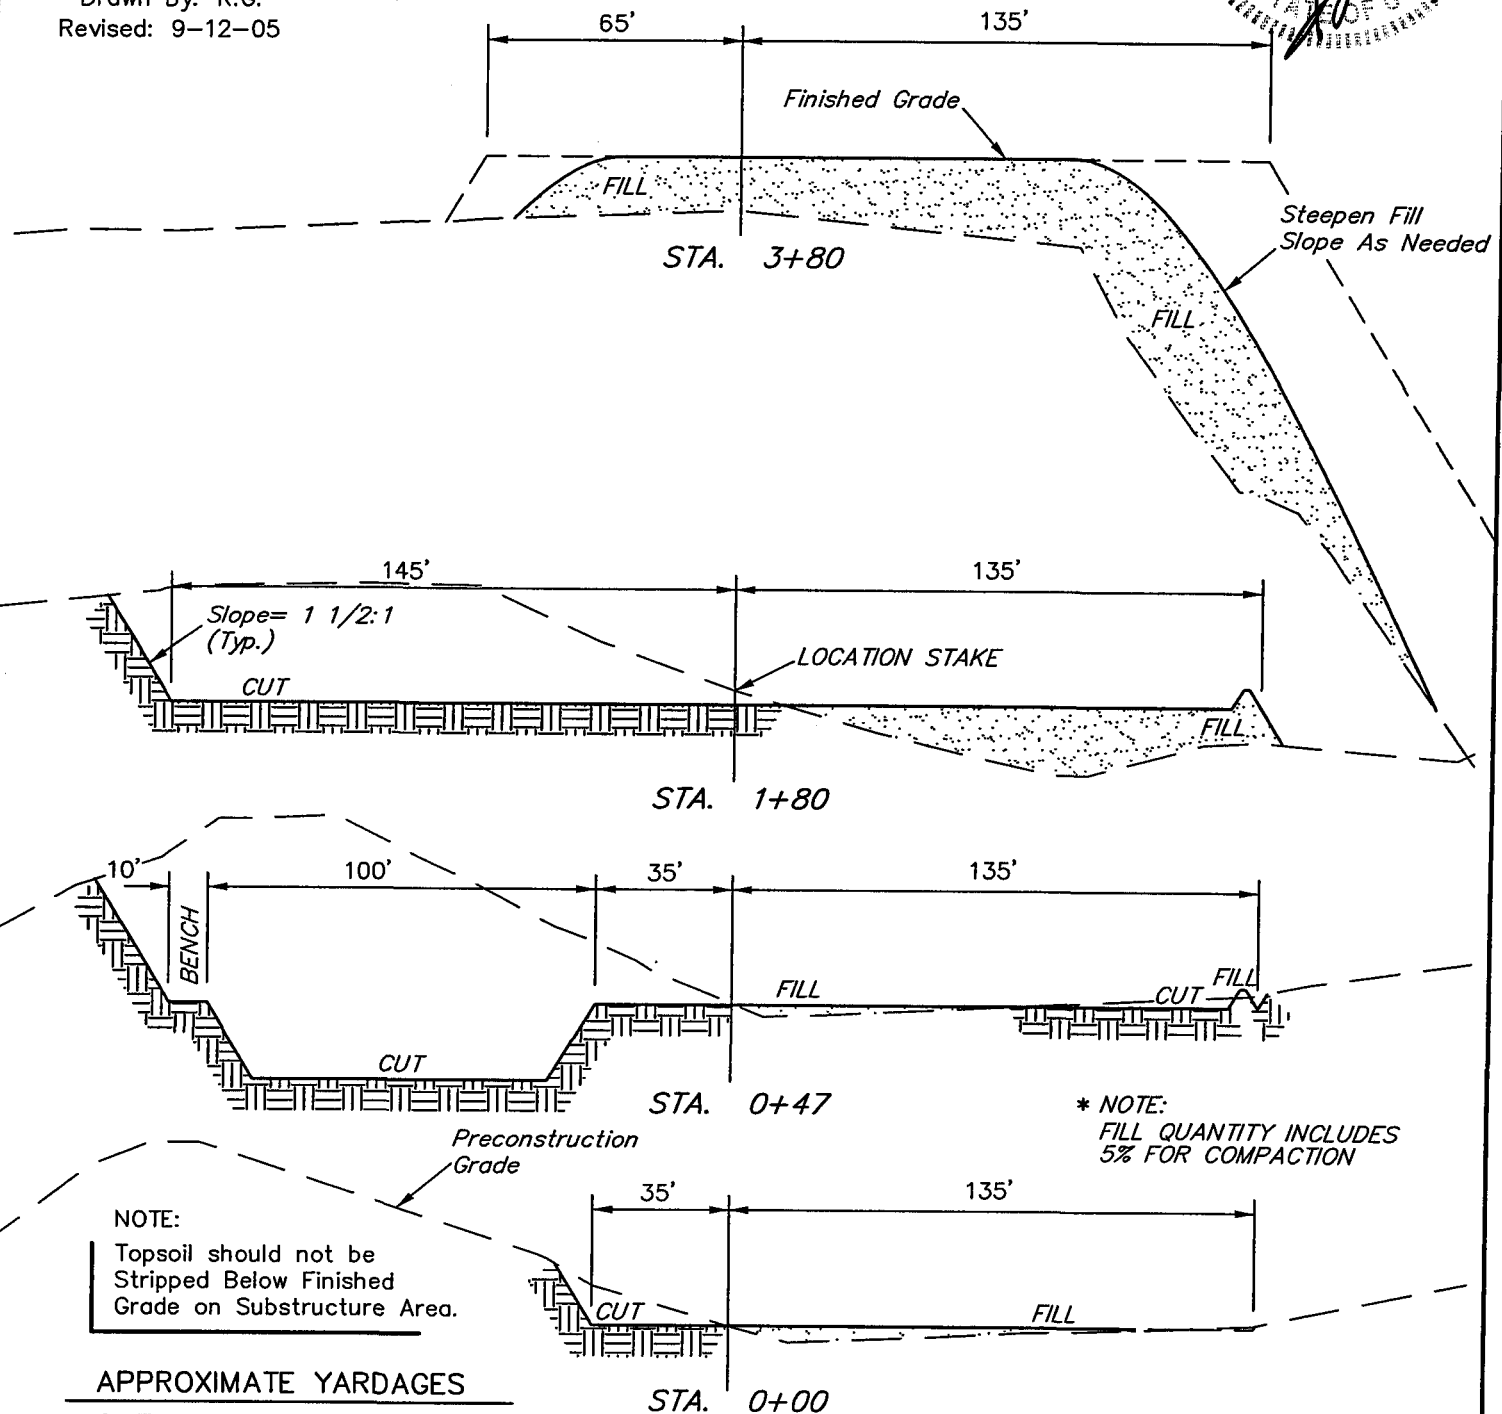 Drawn By: R.G.
Revised: 9-12-05
65'
135'
Finished Grade
FILL
Steepen Fill
Slope As Needed
STA. 3+80
FILL
145'
135'
Slope= 1 1/2:1
(Typ.)
LOCATION STAKE
CUT
FILL
STA. 1+80
10'
100'
35'
135'
BENCH
FILL
FILL
CUT
CUT
STA. 0+47
* NOTE:
FILL QUANTITY INCLUDES
5% FOR COMPACTION
Preconstruction
Grade
35'
135'
NOTE:
Topsoil should not be
Stripped Below Finished
Grade on Substructure Area.
CUT
FILL
APPROXIMATE YARDAGES
STA. 0+00